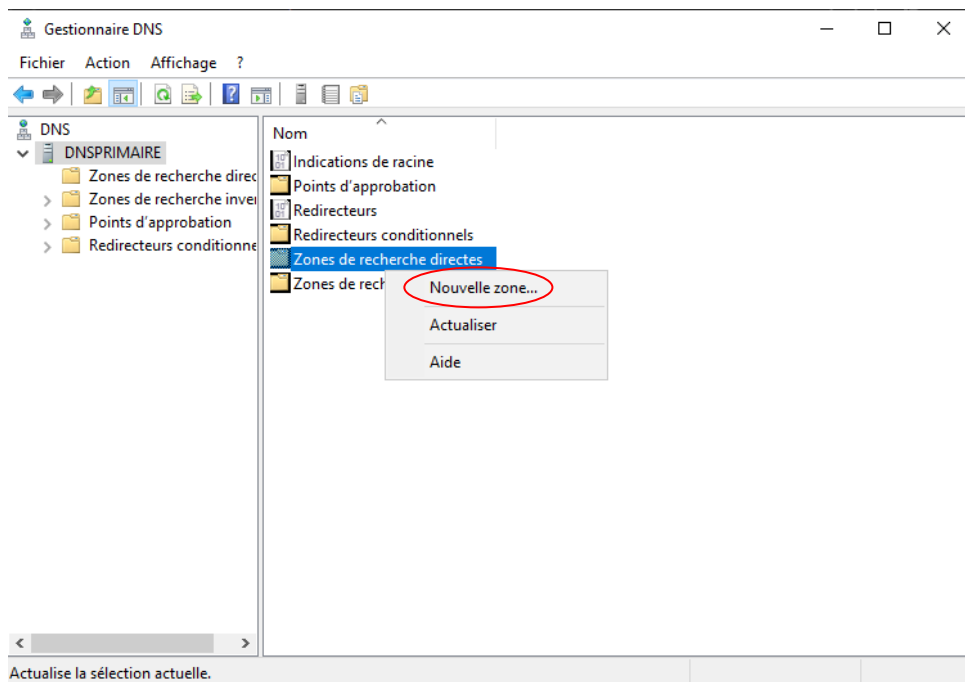 Gestionnaire DNS
Fichier Action Affichage ?
DNS
DNSPRIMAIRE
Zones de recherche direc
Zones de recherche inver
Points d'approbation
Redirecteurs conditionne
Nom
Indications de racine
Points d'approbation
Redirecteurs
Redirecteurs conditionnels
Zones de recherche directes
Zones de rech
Nouvelle zone...
Actualiser
Aide
Actualise la sélection actuelle.